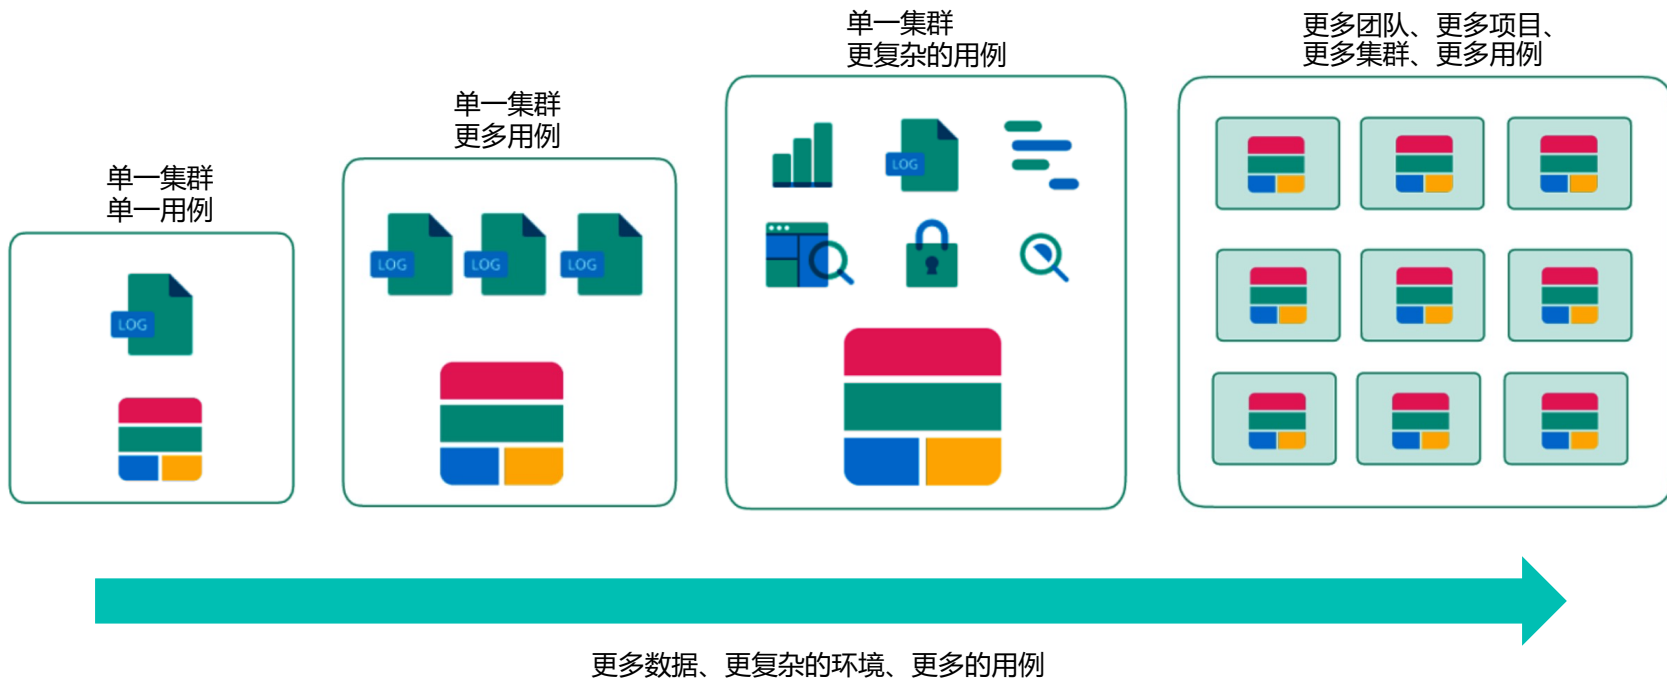 单一集群
单一用例
LOG
单一集群
更多用例
LOG
LOG
LOG
单一集群
更复杂的用例
LOG
更多团队、更多项目、
更多集群、更多用例
更多数据、更复杂的环境、更多的用例